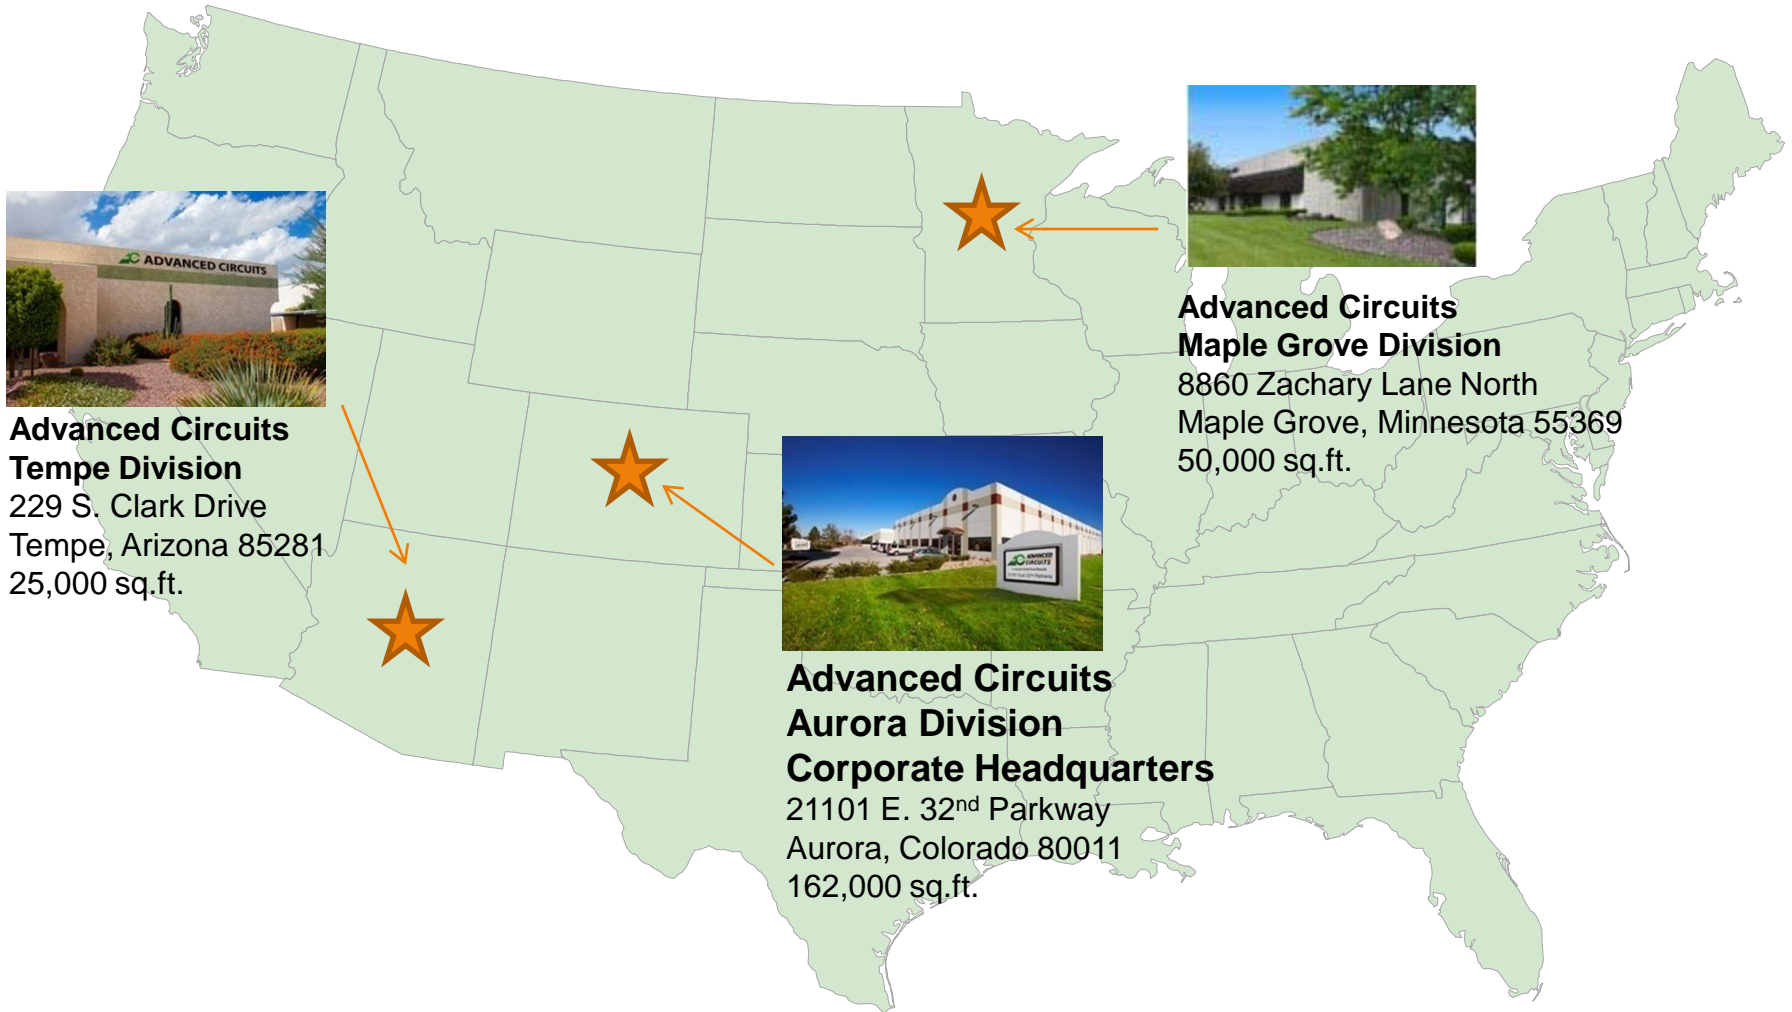 ADVANCED CIRCUITS
Advanced Circuits
Tempe Division
229 S. Clark Drive
Tempe, Arizona 85281
25,000 sq.ft.
Advanced Circuits
Maple Grove Division
8860 Zachary Lane North
Maple Grove, Minnesota 55369
50,000 sq.ft.
ADVANCED
CIRCUITS
Advanced Circuits
Aurora Division
Corporate Headquarters
21101 E. 32nd Parkway
Aurora, Colorado 80011
162,000 sq.ft.